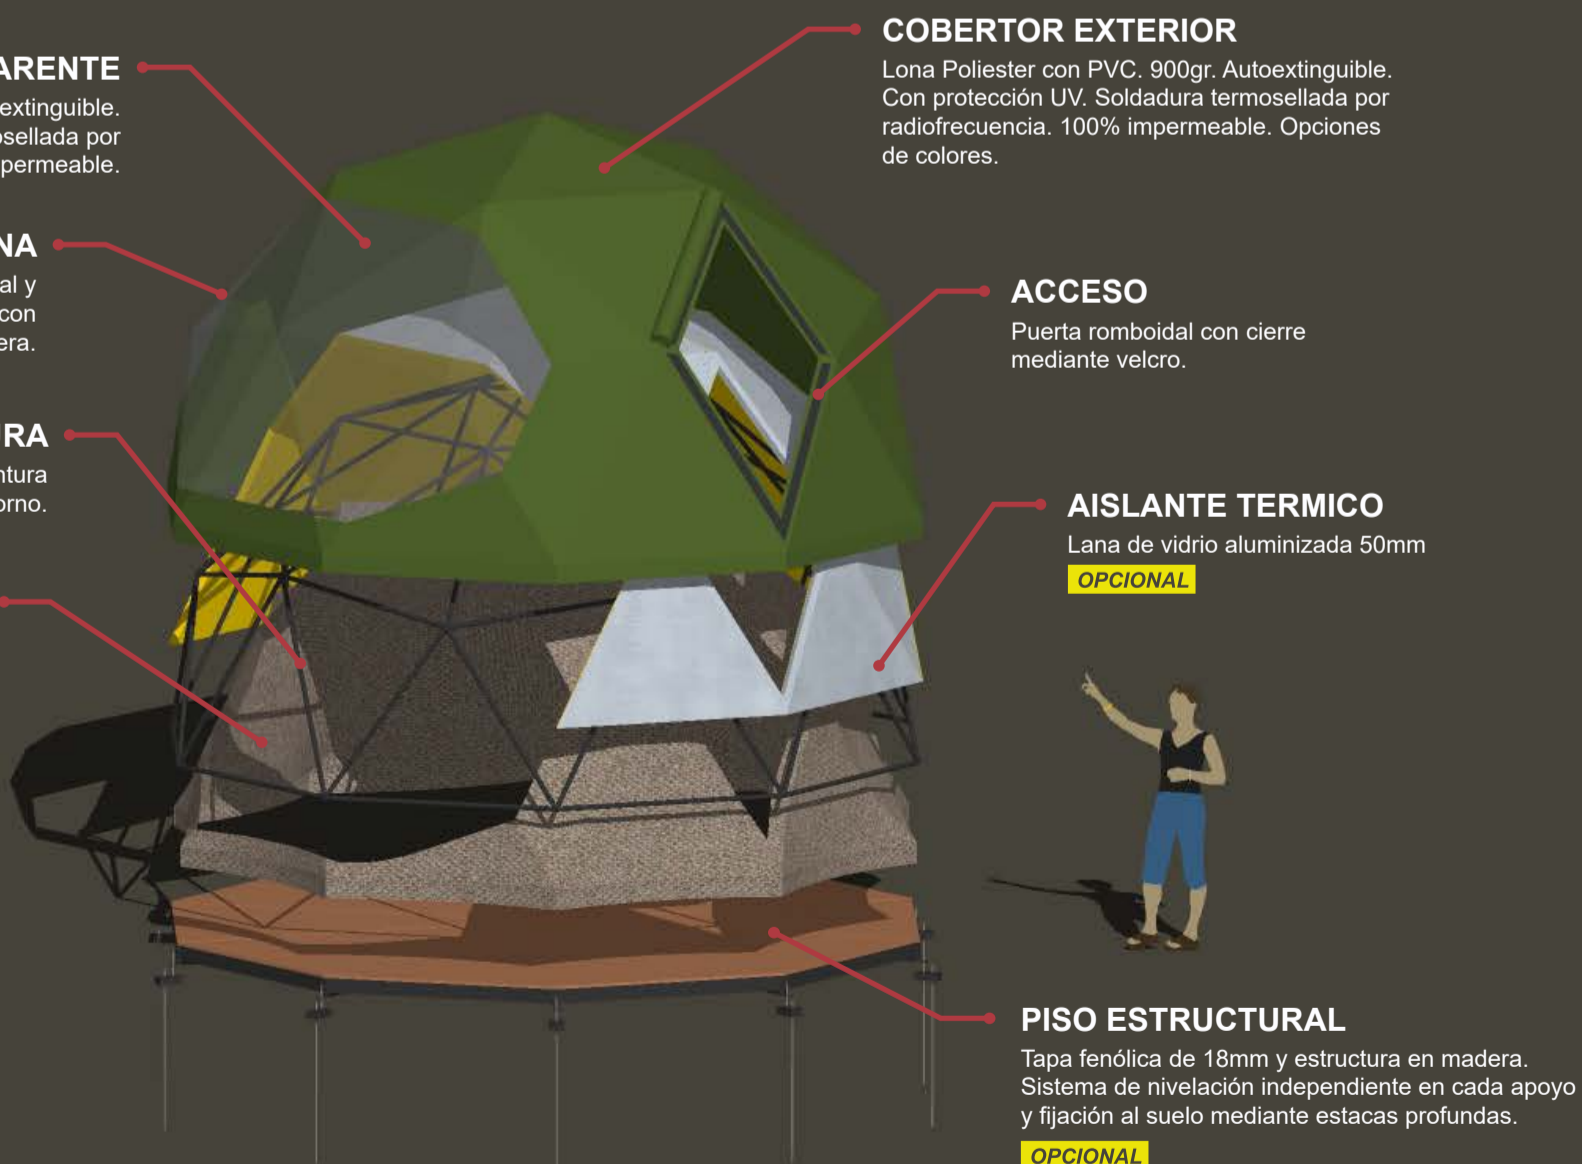 COBERTOR EXTERIOR
Lona Poliester con PVC. 900gr. Autoextinguible.
Con protección UV. Soldadura termosellada por
radiofrecuencia. 100% impermeable. Opciones
de colores.
ARENTE
extinguible.
osellada por
permeable.
NA
al y
con
era.
ACCESO
Puerta romboidal con cierre
mediante velcro.
URA
ntura
orno.
AISLANTE TERMICO
Lana de vidrio aluminizada 50mm
OPCIONAL
PISO ESTRUCTURAL
Tapa fenólica de 18mm y estructura en madera.
Sistema de nivelación independiente en cada apoyo
y fijación al suelo mediante estacas profundas.
OPCIONAL